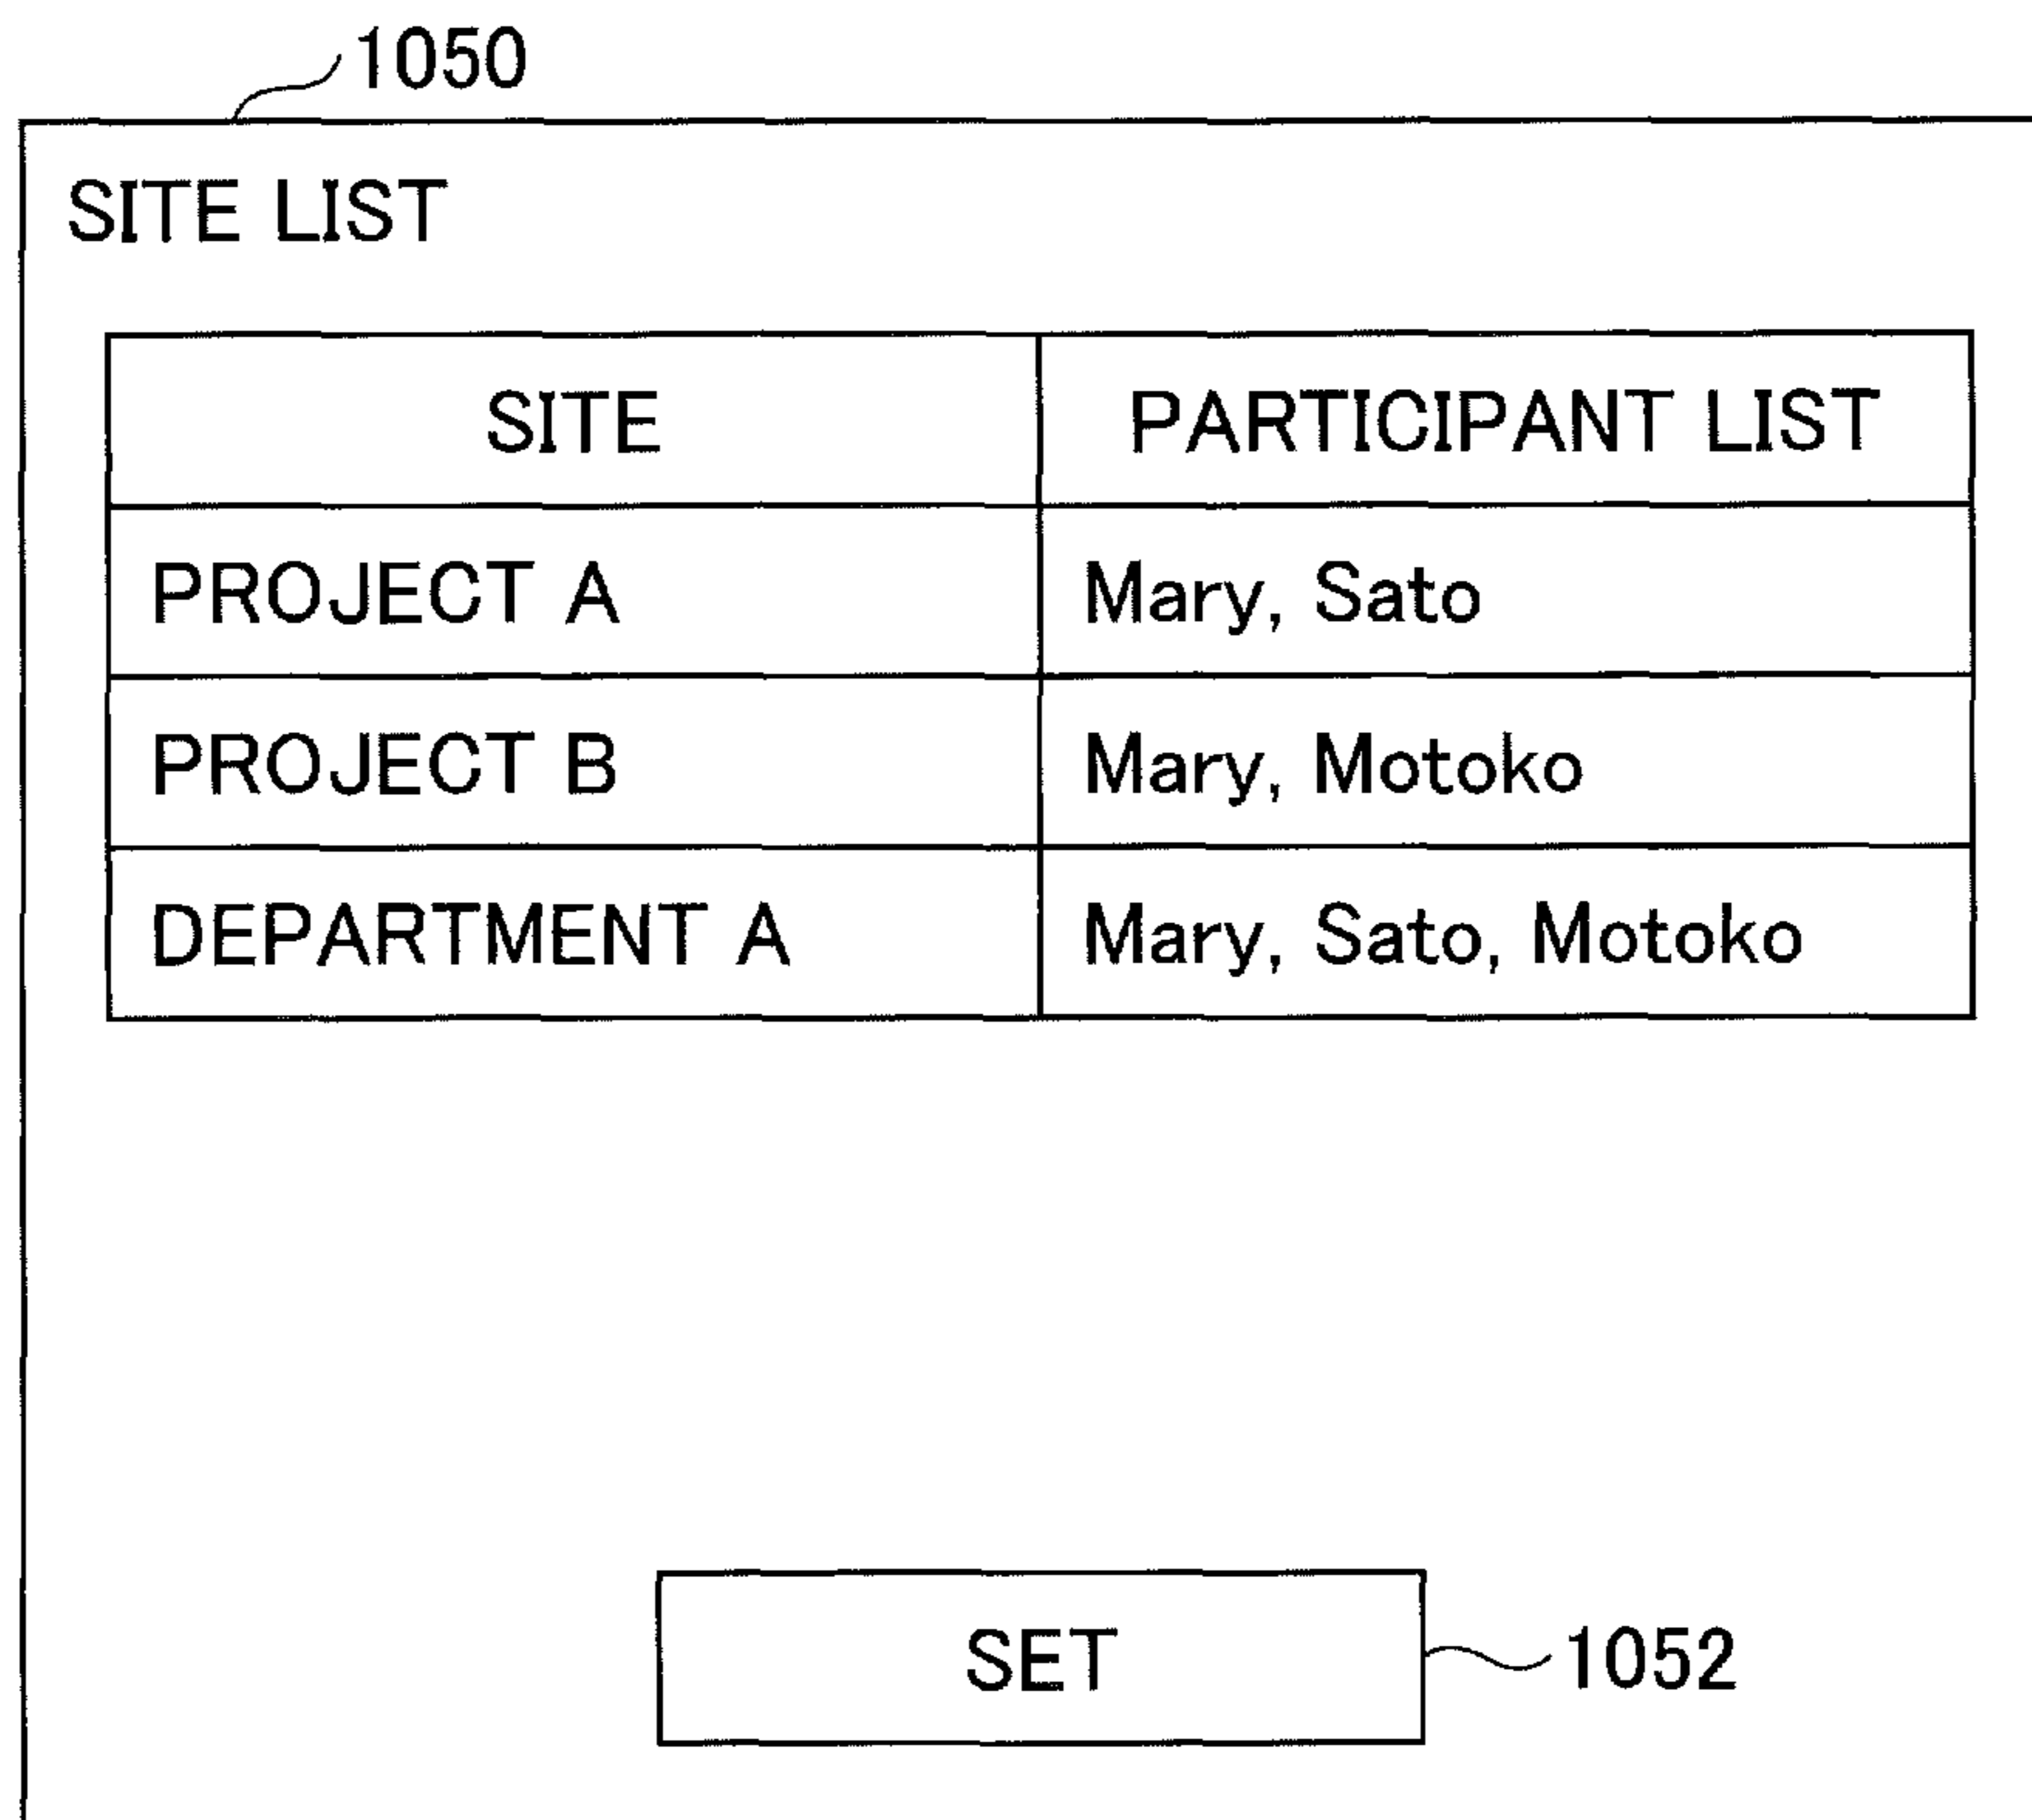 1050
SITE LIST
SITE PARTICIPANT LIST
PROJECT A Mary, Sato
PROJECT B Mary, Motoko
DEPARTMENT A Mary, Sato, Motoko
SET 1052